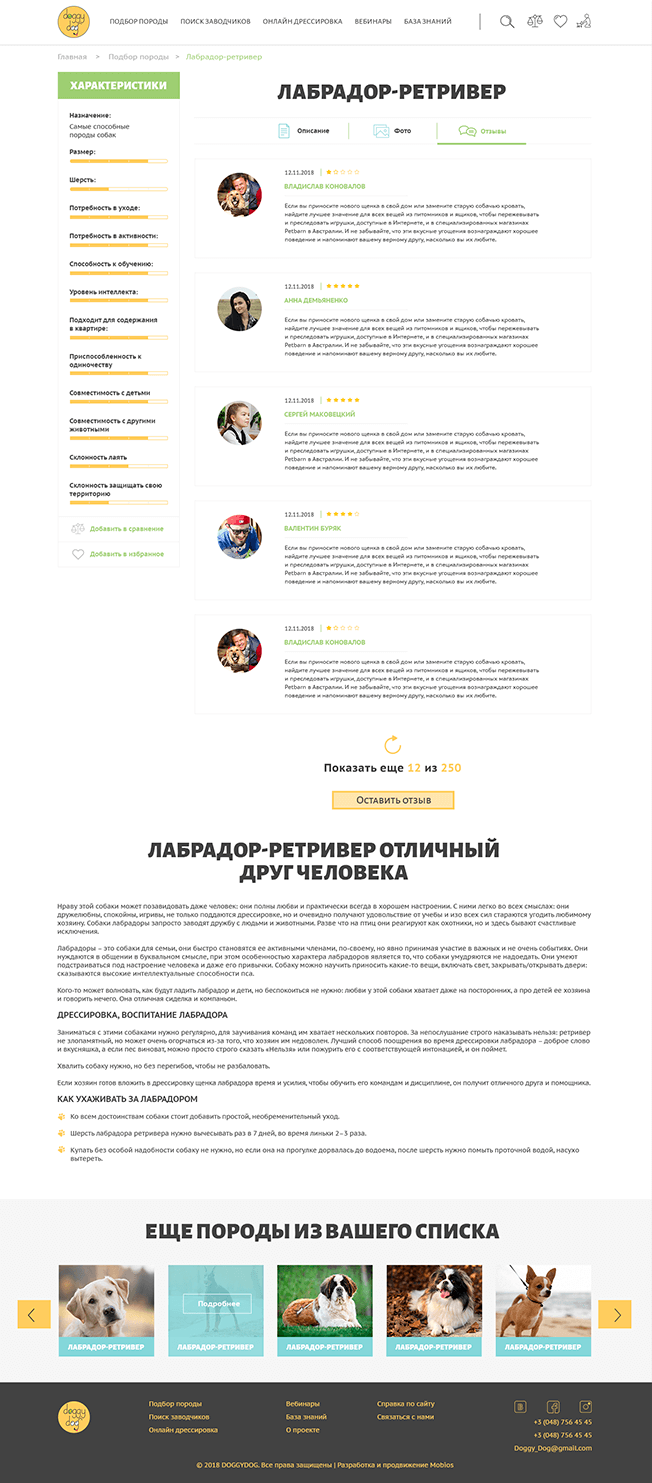 doggy dog
ПОДБОР ПОРОДЫ
ПОИСК ЗАВОДЧИКОВ
ОНЛАЙН ДРЕССИРОВКА
ВЕБИНАРЫ
БАЗА ЗНАНИЙ
Главная > Подбор породы > Лабрадор-ретривер
ХАРАКТЕРИСТИКИ
Назначение:
Самые способные
породы собак
Размер:
Шерсть:
Потребность в уходе:
Потребность в активности:
Способность к обучению:
Уровень интеллекта:
Подходит для содержания
в квартире:
Приспособленность к
одиночеству
Совместимость с детьми
Совместимость с другими
животными
Склонность лаять
Склонность защищать свою
территорию
Добавить в сравнение
Добавить в избранное
ЛАБРАДОР-РЕТРИВЕР
Описание
Фото
Отзывы
12.11.2018
ВЛАДИСЛАВ КОНОВАЛОВ
Если вы приносите нового щенка в свой дом или замените старую собачью кровать,
найдите лучшее значение для всех вещей из питомников и ящиков, чтобы пережевывать
и преследовать игрушки, доступные в Интернете, и в специализированных магазинах
Petbarn в Австралии. И не забывайте, что эти вкусные угощения вознаграждают хорошее
поведение и напоминают вашему верному другу, насколько вы их любите.
12.11.2018
АННА ДЕМЬЯНЕНКО
Если вы приносите нового щенка в свой дом или замените старую собачью кровать,
найдите лучшее значение для всех вещей из питомников и ящиков, чтобы пережевывать
и преследовать игрушки, доступные в Интернете, и в специализированных магазинах
Petbarn в Австралии. И не забывайте, что эти вкусные угощения вознаграждают хорошее
поведение и напоминают вашему верному другу, насколько вы их любите.
12.11.2018
СЕРГЕЙ МАКОВЕЦКИЙ
Если вы приносите нового щенка в свой дом или замените старую собачью кровать,
найдите лучшее значение для всех вещей из питомников и ящиков, чтобы пережевывать
и преследовать игрушки, доступные в Интернете, и в специализированных магазинах
Petbarn в Австралии. И не забывайте, что эти вкусные угощения вознаграждают хорошее
поведение и напоминают вашему верному другу, насколько вы их любите.
12.11.2018
ВАЛЕНТИН БУРЯК
Если вы приносите нового щенка в свой дом или замените старую собачью кровать,
найдите лучшее значение для всех вещей из питомников и ящиков, чтобы пережевывать
и преследовать игрушки, доступные в Интернете, и в специализированных магазинах
Petbarn в Австралии. И не забывайте, что эти вкусные угощения вознаграждают хорошее
поведение и напоминают вашему верному другу, насколько вы их любите.
12.11.2018
ВЛАДИСЛАВ КОНОВАЛОВ
Если вы приносите нового щенка в свой дом или замените старую собачью кровать,
найдите лучшее значение для всех вещей из питомников и ящиков, чтобы пережевывать
и преследовать игрушки, доступные в Интернете, и в специализированных магазинах
Petbarn в Австралии. И не забывайте, что эти вкусные угощения вознаграждают хорошее
поведение и напоминают вашему верному другу, насколько вы их любите.
Показать еще 12 из 250
Оставить отзыв
ЛАБРАДОР-РЕТРИВЕР ОТЛИЧНЫЙ
ДРУГ ЧЕЛОВЕКА
Нраву этой собаки может позавидовать даже человек: они полны любви и практически всегда в хорошем настроении. С ними легко во всех смыслах: они
дружелюбны, спокойны, игривы, не только поддаются дрессировке, но и очевидно получают удовольствие от учебы и изо всех сил стараются угодить любимому
хозяину. Собаки лабрадоры запросто заводят дружбу с людьми и животными. Разве что на птиц они реагируют как охотники, но и здесь бывают счастливые
исключения.
Лабрадоры – это собаки для семьи, они быстро становятся ее активными членами, по-своему, но явно принимая участие в важных и не очень событиях. Они
нуждаются в общении в буквальном смысле, при этом особенностью характера лабрадоров является то, что собаки умудряются не надоедать. Они умеют
подстраиваться под настроение человека и даже его привычки. Собаку можно научить приносить какие-то вещи, включать свет, закрывать/открывать двери:
сказываются высокие интеллектуальные способности пса.
Кого-то может волновать, как будут ладить лабрадор и дети, но беспокоиться не нужно: любви у этой собаки хватает даже на посторонних, а про детей ее хозяина
и говорить нечего. Она отличная сиделка и компаньон.
ДРЕССИРОВКА, ВОСПИТАНИЕ ЛАБРАДОРА
Заниматься с этими собаками нужно регулярно, для заучивания команд им хватает нескольких повторов. За непослушание строго наказывать нельзя: ретривер
не злопамятный, но может очень огорчаться из-за того, что хозяин им недоволен. Лучший способ поощрения во время дрессировки лабрадора – доброе слово
и вкусняшка, а если пес виноват, можно просто строго сказать «Нельзя» или пожурить его с соответствующей интонацией, и он поймет.
Хвалить собаку нужно, но без перегибов, чтобы не разбаловать.
Если хозяин готов вложить в дрессировку щенка лабрадора время и усилия, чтобы обучить его командам и дисциплине, он получит отличного друга и помощника.
КАК УХАЖИВАТЬ ЗА ЛАБРАДОРОМ
Ко всем достоинствам собаки стоит добавить простой, необременительный уход.
Шерсть лабрадора ретривера нужно вычесывать раз в 7 дней, во время линьки 2–3 раза.
Купать без особой надобности собаку не нужно, но если она на прогулке дорвалась до водоема, после шерсть нужно помыть проточной водой, насухо
вытереть.
ЕЩЕ ПОРОДЫ ИЗ ВАШЕГО СПИСКА
Подробнее
ЛАБРАДОР-РЕТРИВЕР
ЛАБРАДОР-РЕТРИВЕР
ЛАБРАДОР-РЕТРИВЕР
ЛАБРАДОР-РЕТРИВЕР
ЛАБРАДОР-РЕТРИВЕР
doggy dog
Подбор породы
Поиск заводчиков
Онлайн дрессировка
Вебинары
База знаний
О проекте
Справка по сайту
Связаться с нами
+3 (048) 756 45 45
+3 (048) 756 45 45
Doggy_Dog@gmail.com
© 2018 DOGGYDOG. Все права защищены | Разработка и продвижение Mobios